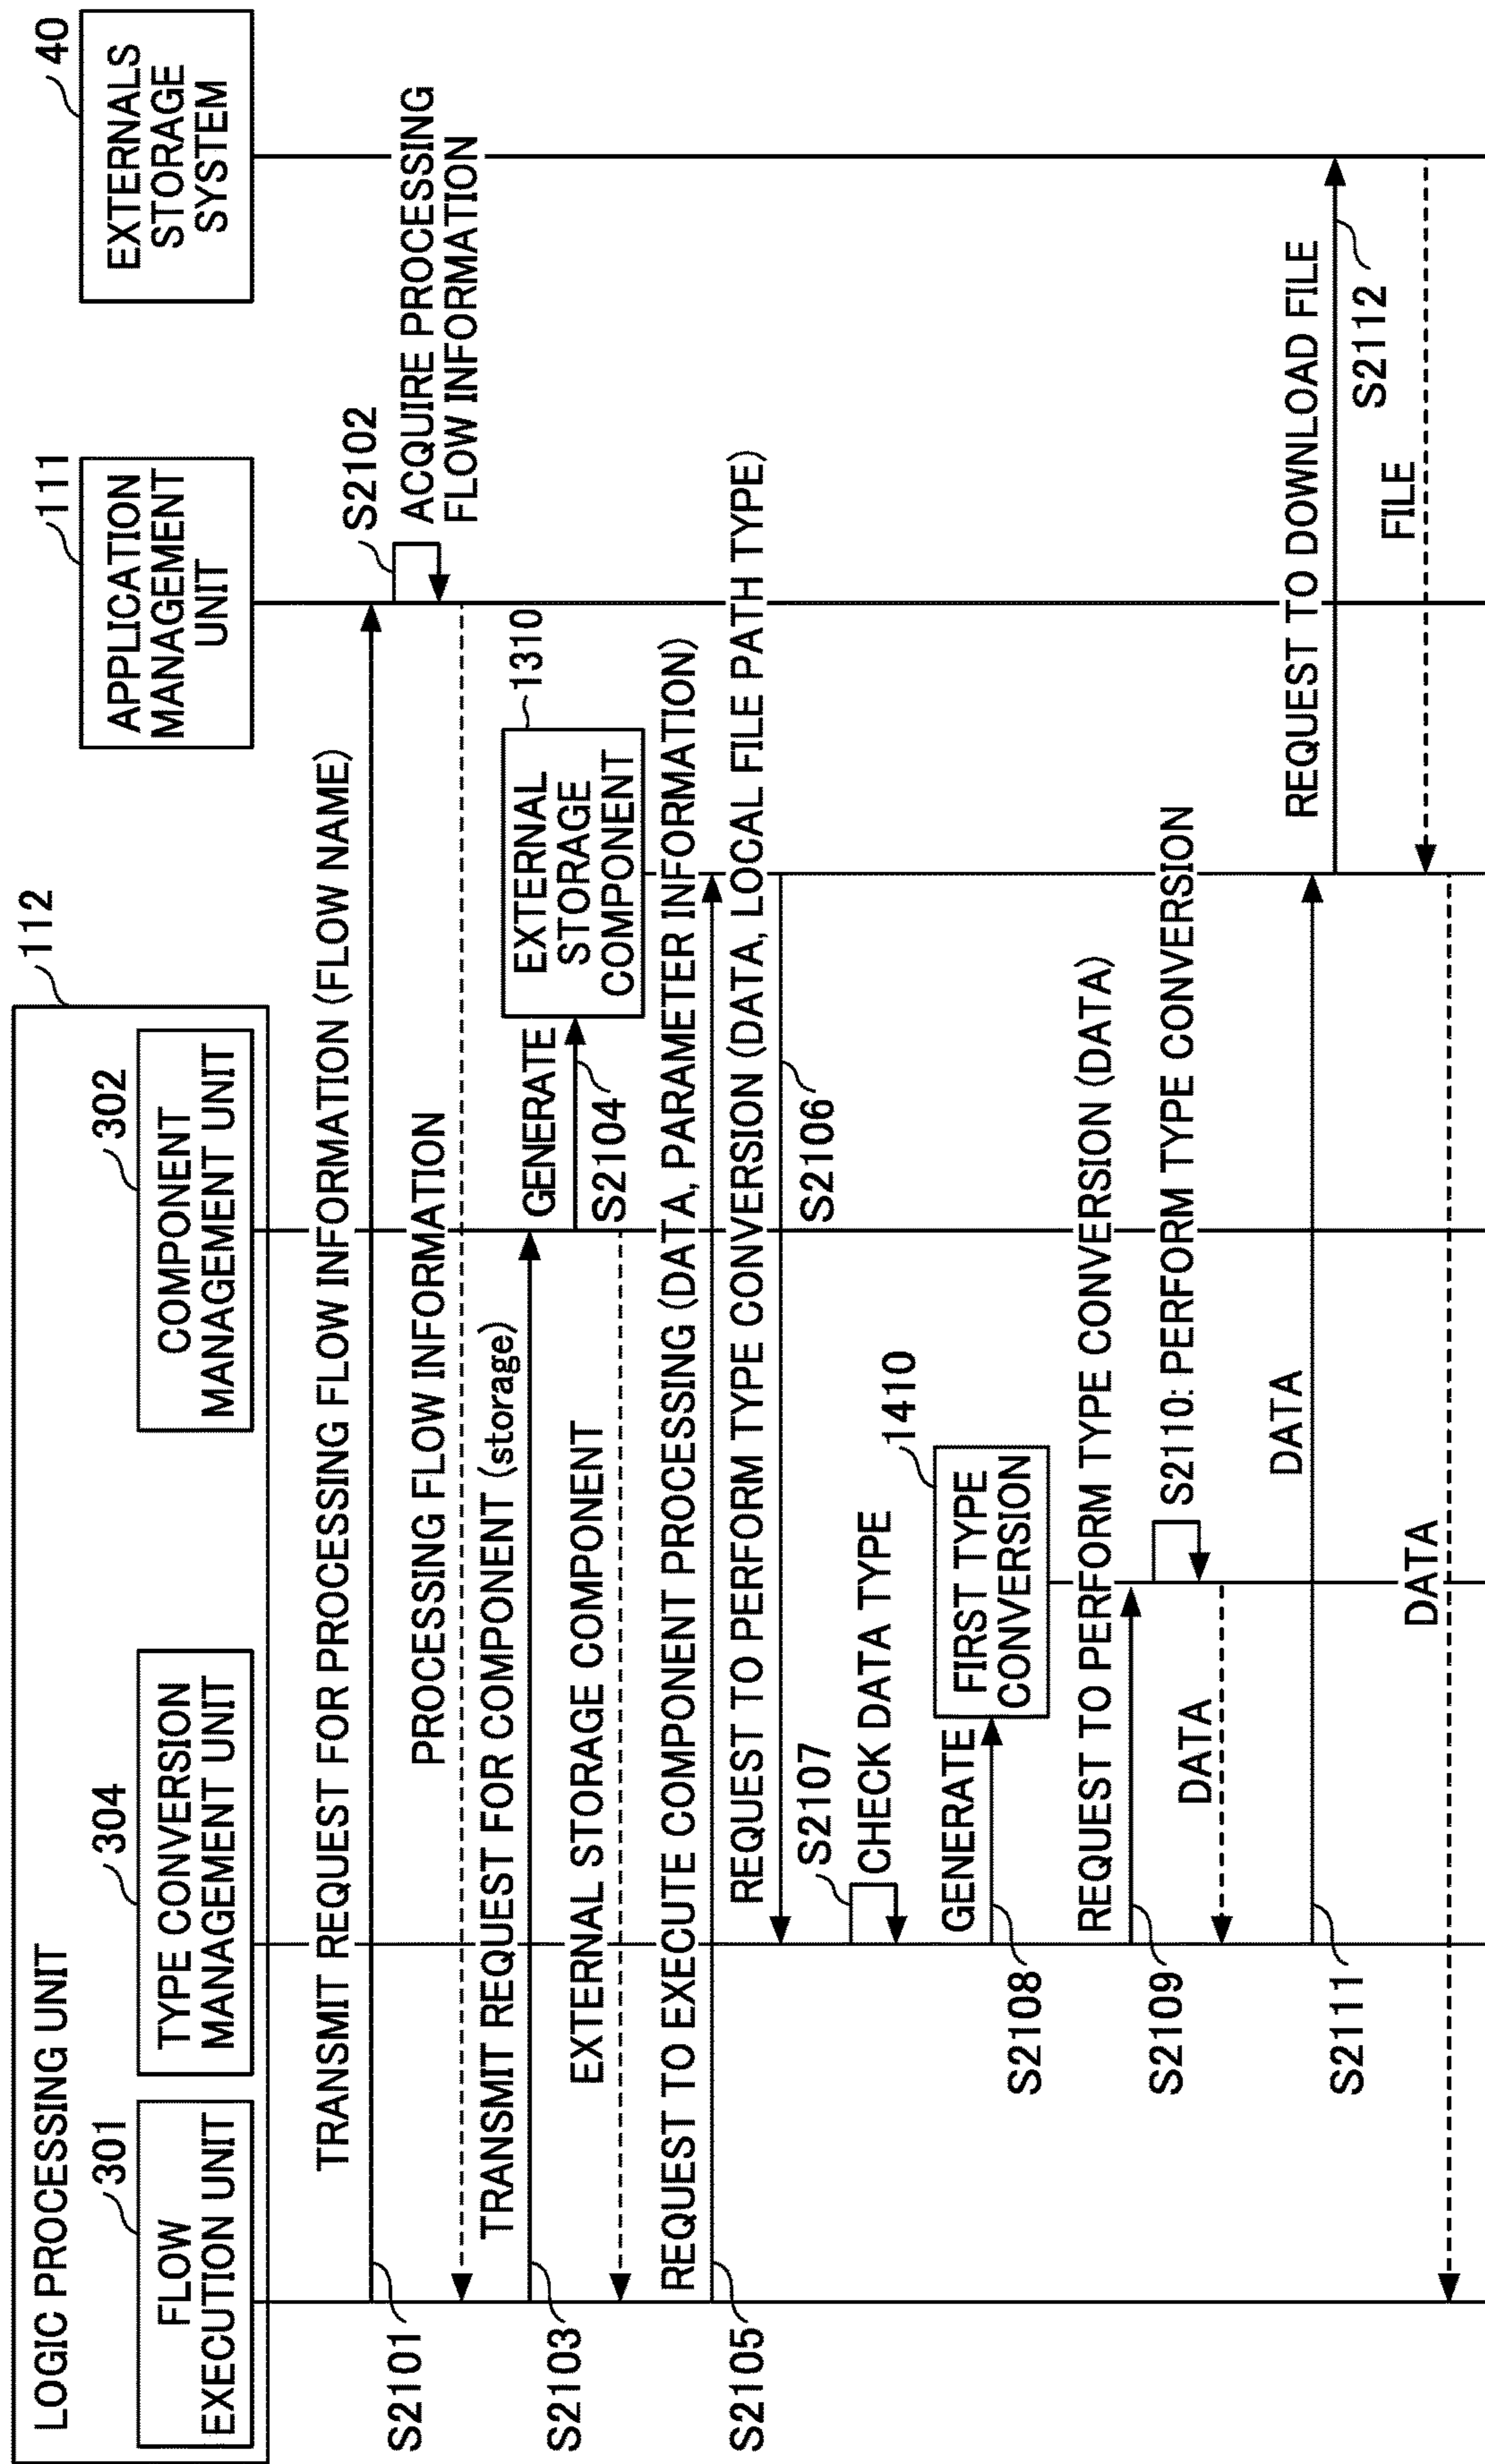 LOGIC PROCESSING UNIT
112
301
FLOW
EXECUTION UNIT
304
TYPE CONVERSION
MANAGEMENT UNIT
302
COMPONENT
MANAGEMENT UNIT
111
APPLICATION
MANAGEMENT
UNIT
40
EXTERNALS
STORAGE
SYSTEM
TRANSMIT REQUEST FOR PROCESSING FLOW INFORMATION (FLOW NAME)
S2101
S2102
ACQUIRE PROCESSING
FLOW INFORMATION
PROCESSING FLOW INFORMATION
TRANSMIT REQUEST FOR COMPONENT (storage)
S2103
GENERATE
S2104
1310
EXTERNAL
STORAGE
COMPONENT
EXTERNAL STORAGE COMPONENT
REQUEST TO EXECUTE COMPONENT PROCESSING (DATA, PARAMETER INFORMATION)
S2105
REQUEST TO PERFORM TYPE CONVERSION (DATA, LOCAL FILE PATH TYPE)
S2106
S2107
CHECK DATA TYPE
GENERATE
S2108
1410
FIRST TYPE
CONVERSION
REQUEST TO PERFORM TYPE CONVERSION (DATA)
S2109
S2110: PERFORM TYPE CONVERSION
DATA
DATA
S2111
REQUEST TO DOWNLOAD FILE
S2112
FILE
DATA